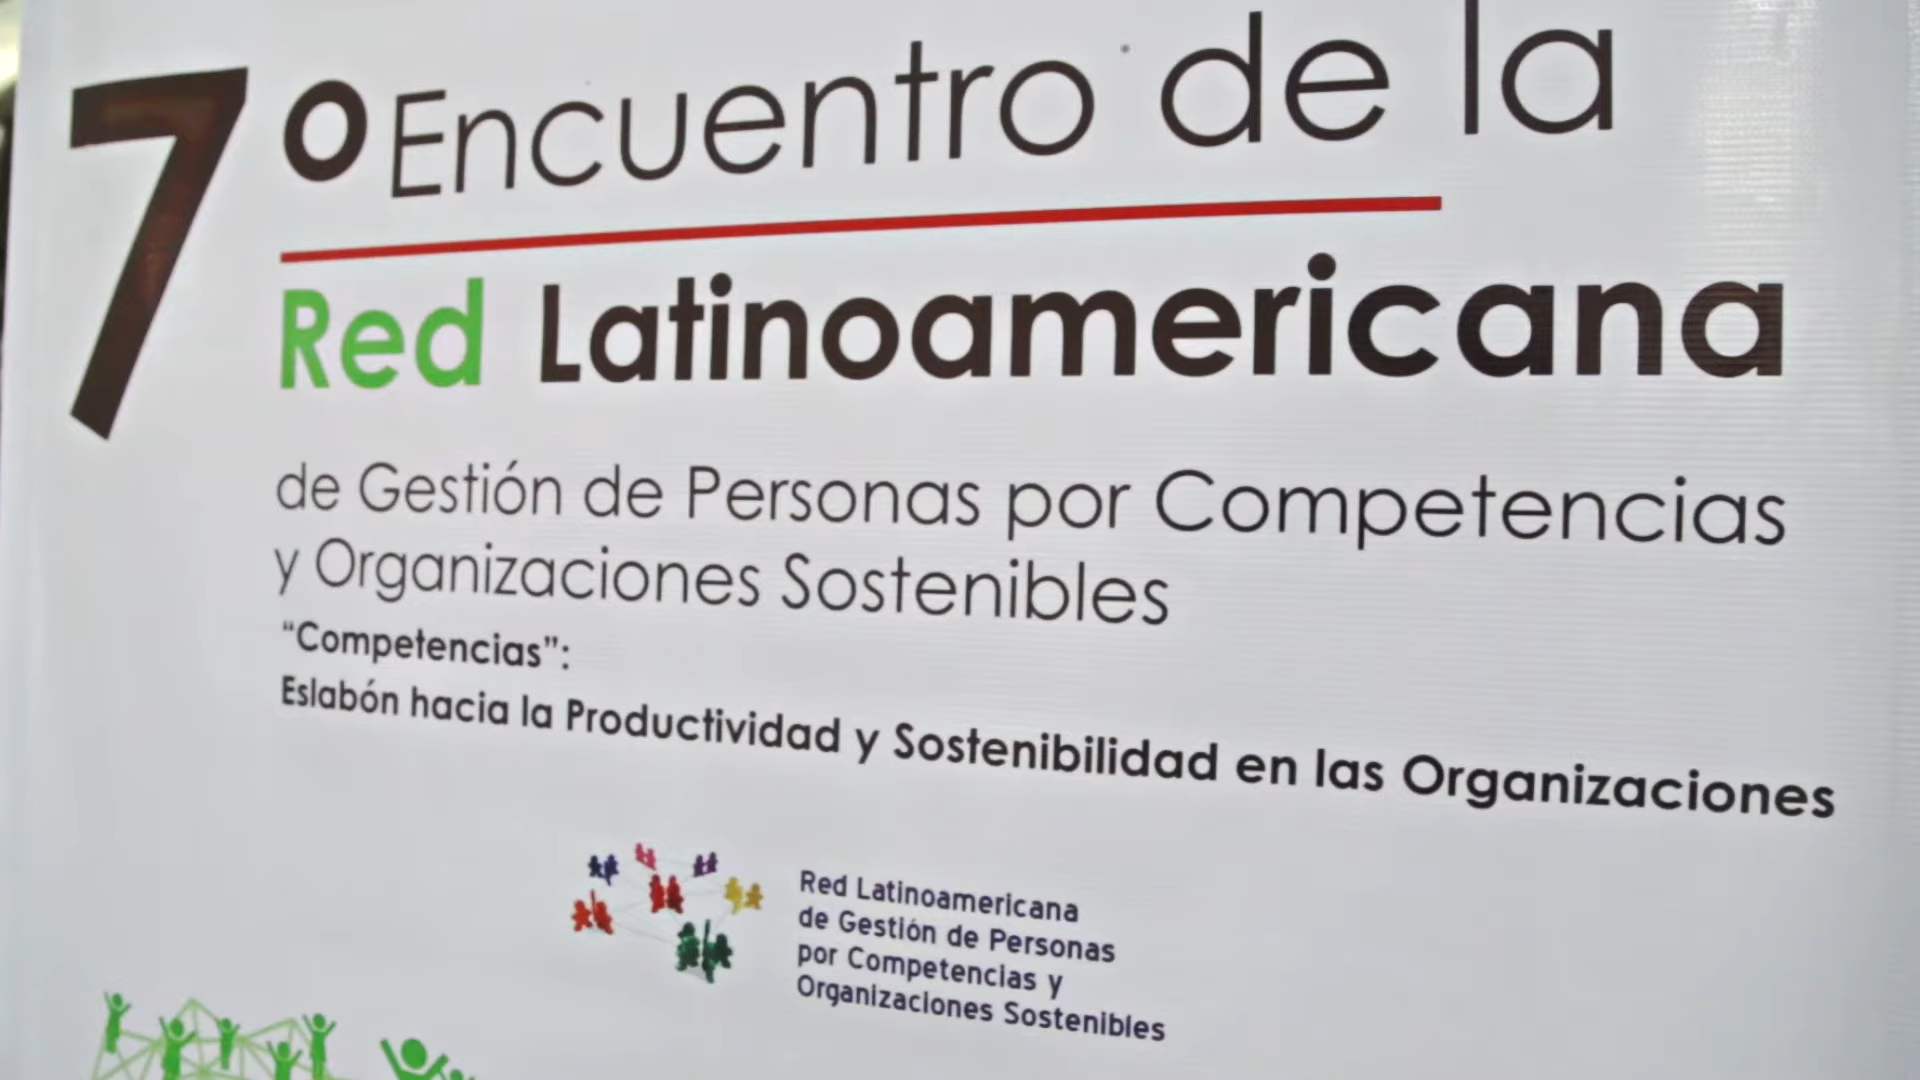 7º Encuentro de la
Red Latinoamericana
de Gestión de Personas por Competencias
y Organizaciones Sostenibles
“Competencias”:
Eslabón hacia la Productividad y Sostenibilidad en las Organizaciones
Red Latinoamericana
de Gestión de Personas
por Competencias y
Organizaciones Sostenibles